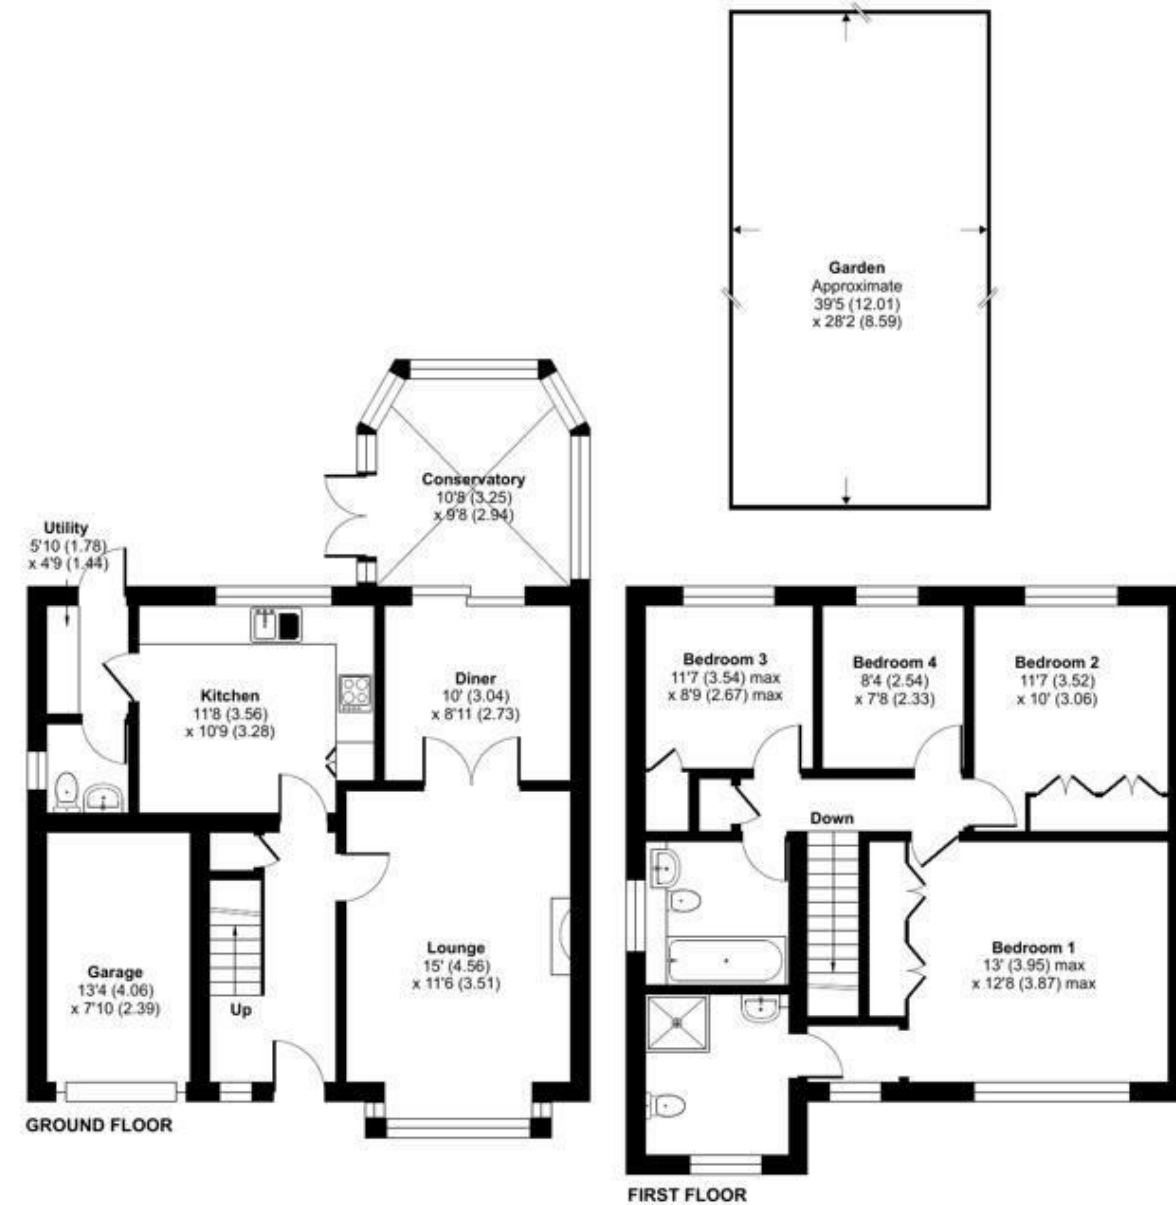 Garden
Approximate
39'5 (12.01)
x 28'2 (8.59)
Conservatory
10'8 (3.25)
x 9'8 (2.94)
Utility
5'10 (1.78)
x 4'9 (1.44)
Kitchen
11'8 (3.56)
x 10'9 (3.28)
Diner
10' (3.04)
x 8'11 (2.73)
Lounge
15' (4.56)
x 11'6 (3.51)
Garage
13'4 (4.06)
x 7'10 (2.39)
Up
GROUND FLOOR
Bedroom 3
11'7 (3.54) max
x 8'9 (2.67) max
Bedroom 4
8'4 (2.54)
x 7'8 (2.33)
Bedroom 2
11'7 (3.52)
x 10' (3.06)
Down
Bedroom 1
13' (3.95) max
x 12'8 (3.87) max
FIRST FLOOR